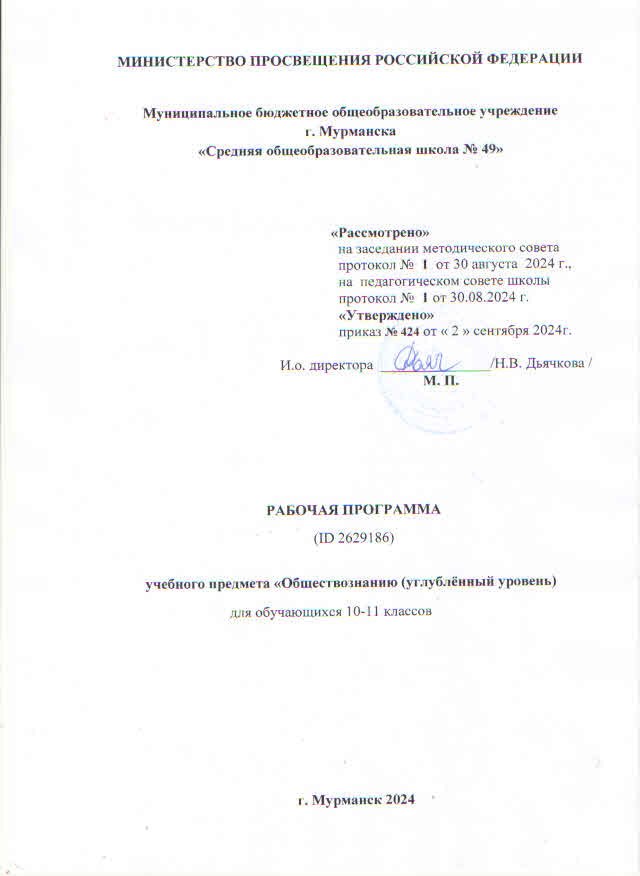 МИНИСТЕРСТВО ПРОСВЕЩЕНИЯ РОССИЙСКОЙ ФЕДЕРАЦИИ
Муниципальное бюджетное общеобразовательное учреждение
г. Мурманска
«Средняя общеобразовательная школа № 49»
«Рассмотрено»
на заседании методического совета
протокол № 1 от 30 августа 2024 г.,
на педагогическом совете школы
протокол № 1 от 30.08.2024 г.
«Утверждено»
приказ № 424 от « 2 » сентября 2024г.
И.о. директора ________________/Н.В. Дьячкова /
М. П.
РАБОЧАЯ ПРОГРАММА
(ID 2629186)
учебного предмета «Обществознанию (углублённый уровень)
для обучающихся 10-11 классов
г. Мурманск 2024